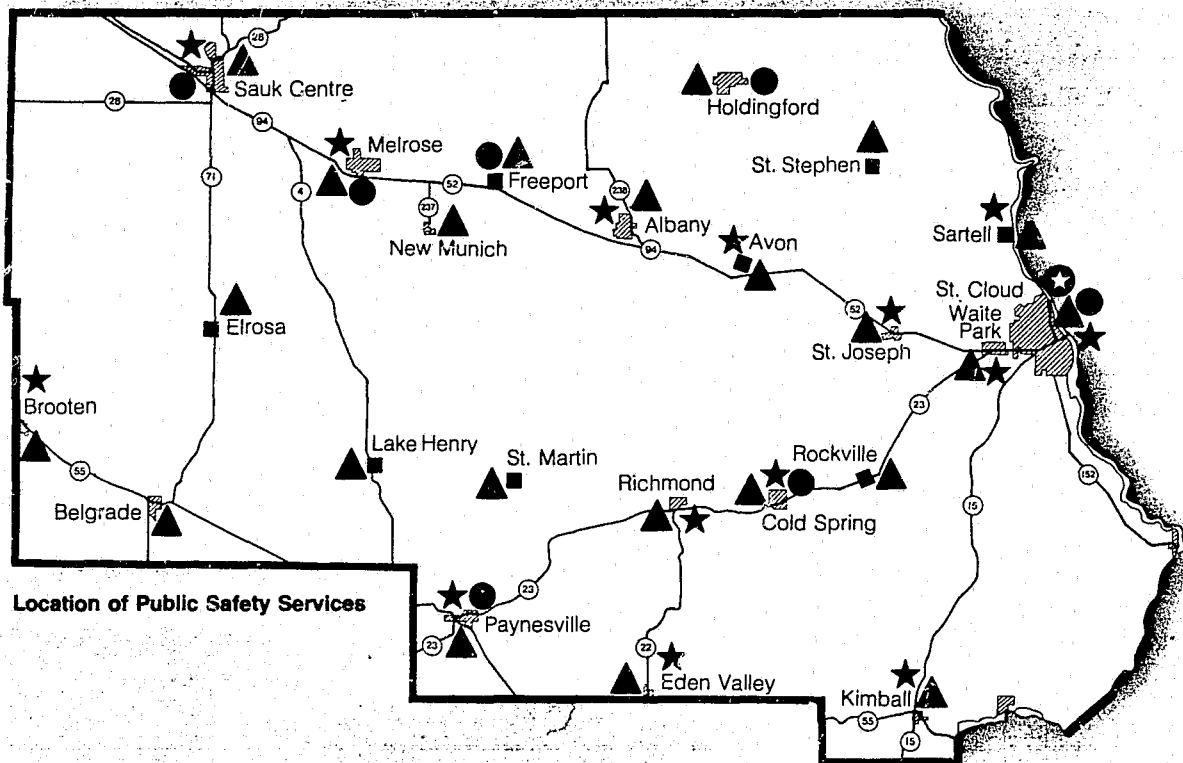 28
Sauk Centre
28
Holdingford
94
Melrose
St. Stephen
71
4
52
Freeport
237
238
New Munich
Albany
94
Avon
Sartell
Elrosa
52
St. Cloud
Waite
Park
St. Joseph
Brooten
23
55
Lake Henry
St. Martin
Rockville
152
Richmond
Belgrade
Cold Spring
15
Location of Public Safety Services
23
Paynesville
23
22
Eden Valley
Kimball
55
15